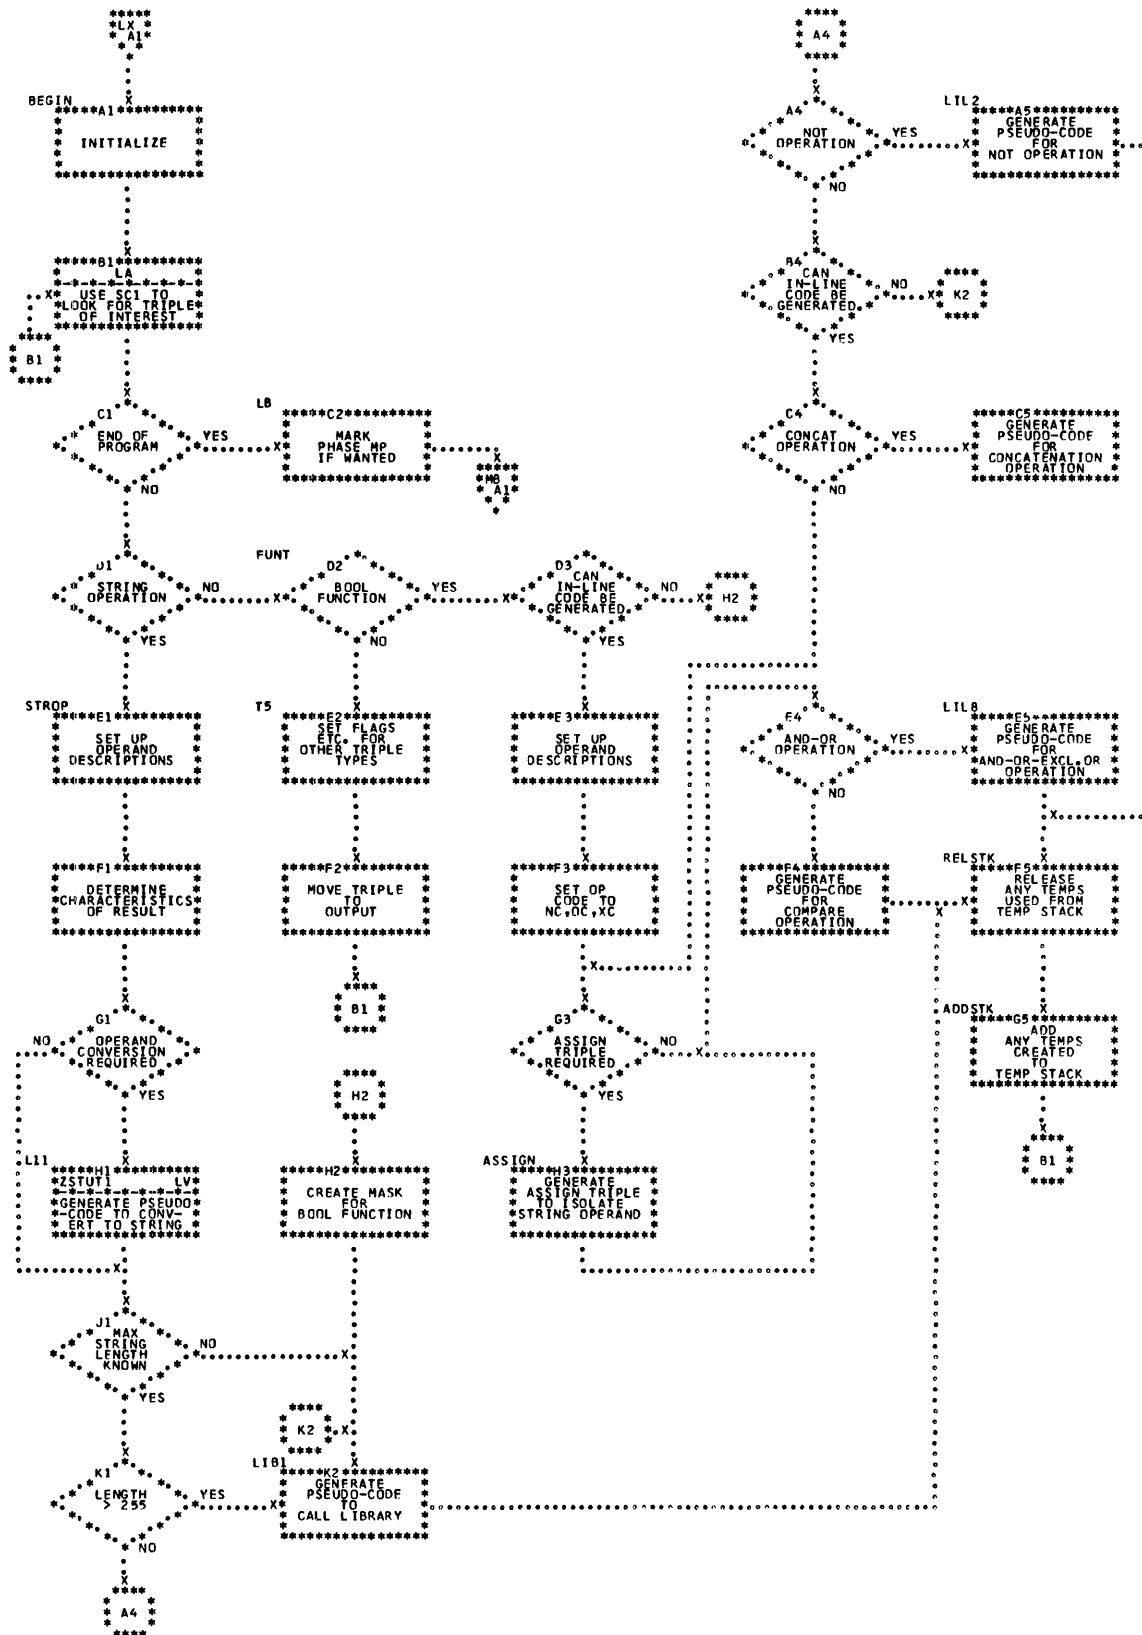 LX
A1
BEGIN
A1
INITIALIZE
B1
LA
USE SC1 TO
LOOK FOR TRIPLE
OF INTEREST
B1
C1
END OF
PROGRAM
YES
NO
LB
C2
MARK
PHASE MP
IF WANTED
MB
A1
D1
STRING
OPERATION
NO
YES
FUNT
D2
BOOL
FUNCTION
YES
NO
D3
CAN
IN-LINE
CODE BE
GENERATED
NO
YES
H2
STROP
E1
SET UP
OPERAND
DESCRIPTIONS
T5
E2
SET FLAGS
ETC. FOR
OTHER TRIPLE
TYPES
E3
SET UP
OPERAND
DESCRIPTIONS
F1
DETERMINE
CHARACTERISTICS
OF RESULT
F2
MOVE TRIPLE
TO
OUTPUT
B1
F3
SET OP
CODE TO
NC,OC,XC
G1
OPERAND
CONVERSION
REQUIRED
NO
YES
G3
ASSIGN
TRIPLE
REQUIRED
NO
YES
H2
L11
H1
ZSTUT1 LV
GENERATE PSEUDO
-CODE TO CONV-
ERT TO STRING
H2
CREATE MASK
FOR
BOOL FUNCTION
ASSIGN
H3
GENERATE
ASSIGN TRIPLE
TO ISOLATE
STRING OPERAND
J1
MAX
STRING
LENGTH
KNOWN
NO
YES
K2
K1
LENGTH
> 255
YES
NO
LIB1
K2
GENERATE
PSEUDO-CODE
TO
CALL LIBRARY
A4
A4
A4
NOT
OPERATION
YES
NO
LIL2
A5
GENERATE
PSEUDO-CODE
FOR
NOT OPERATION
B4
CAN
IN-LINE
CODE BE
GENERATED
NO
YES
K2
C4
CONCAT
OPERATION
YES
NO
C5
GENERATE
PSEUDO-CODE
FOR
CONCATENATION
OPERATION
E4
AND-OR
OPERATION
YES
NO
LIL8
E5
GENERATE
PSEUDO-CODE
FOR
AND-OR-EXCL.OR
OPERATION
F4
GENERATE
PSEUDO-CODE
FOR
COMPARE
OPERATION
RELSTK
F5
RELEASE
ANY TEMPS
USED FROM
TEMP STACK
ADDSTK
G5
ADD
ANY TEMPS
CREATED
TO
TEMP STACK
B1